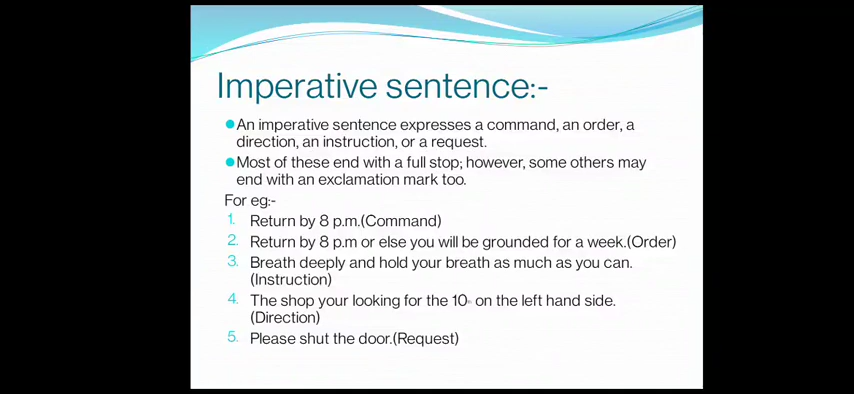 Imperative sentence:-
An imperative sentence expresses a command, an order, a
direction, an instruction, or a request.
Most of these end with a full stop; however, some others may
end with an exclamation mark too.
For eg:-
1. Return by 8 p.m.(Command)
2. Return by 8 p.m or else you will be grounded for a week.(Order)
3. Breath deeply and hold your breath as much as you can.
(Instruction)
4. The shop your looking for the 10 on the left hand side.
(Direction)
5. Please shut the door.(Request)